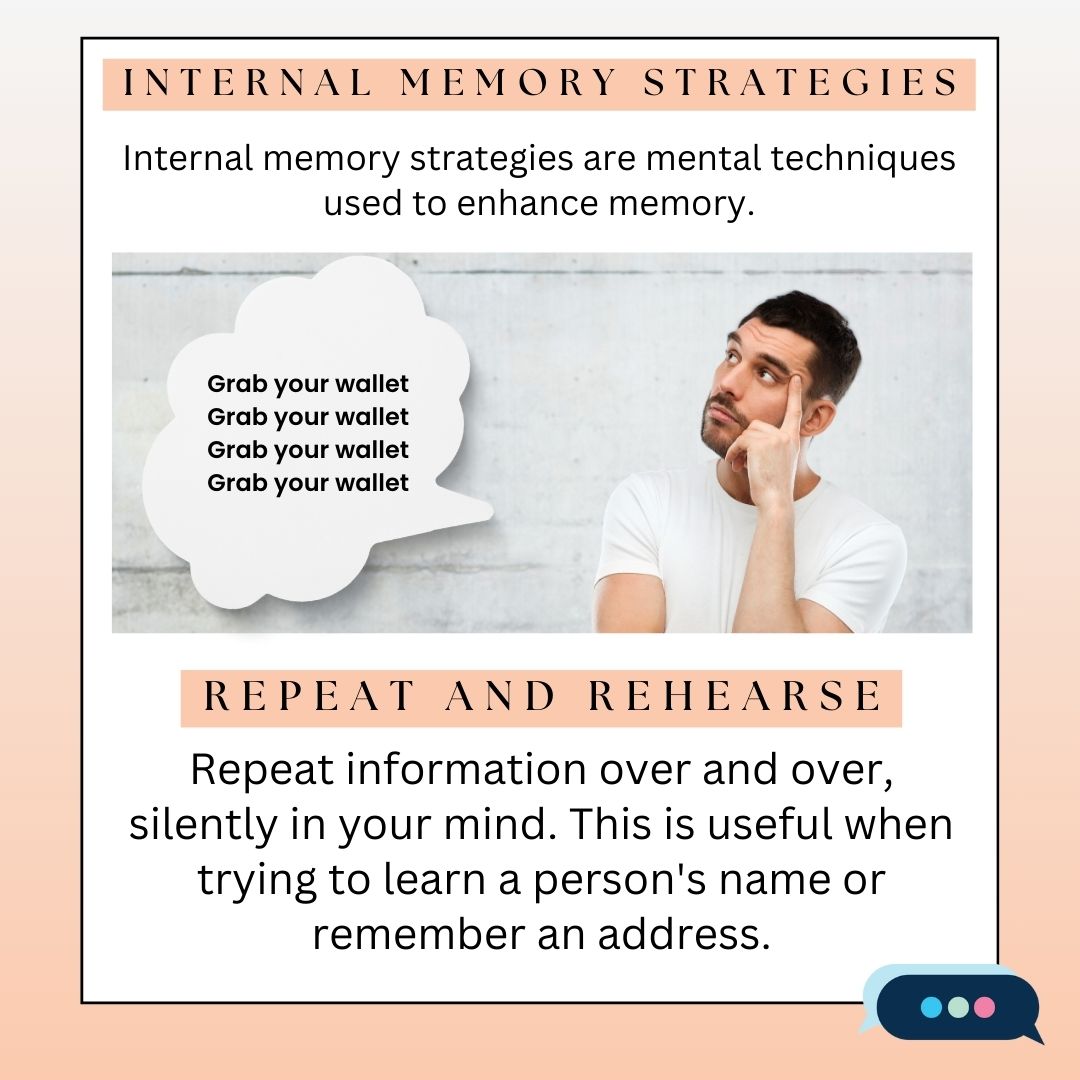 INTERNAL MEMORY STRATEGIES
Internal memory strategies are mental techniques
used to enhance memory.
Grab your wallet
Grab your wallet
Grab your wallet
Grab your wallet
REPEAT AND REHEARSE
Repeat information over and over,
silently in your mind. This is useful when
trying to learn a person's name or
remember an address.